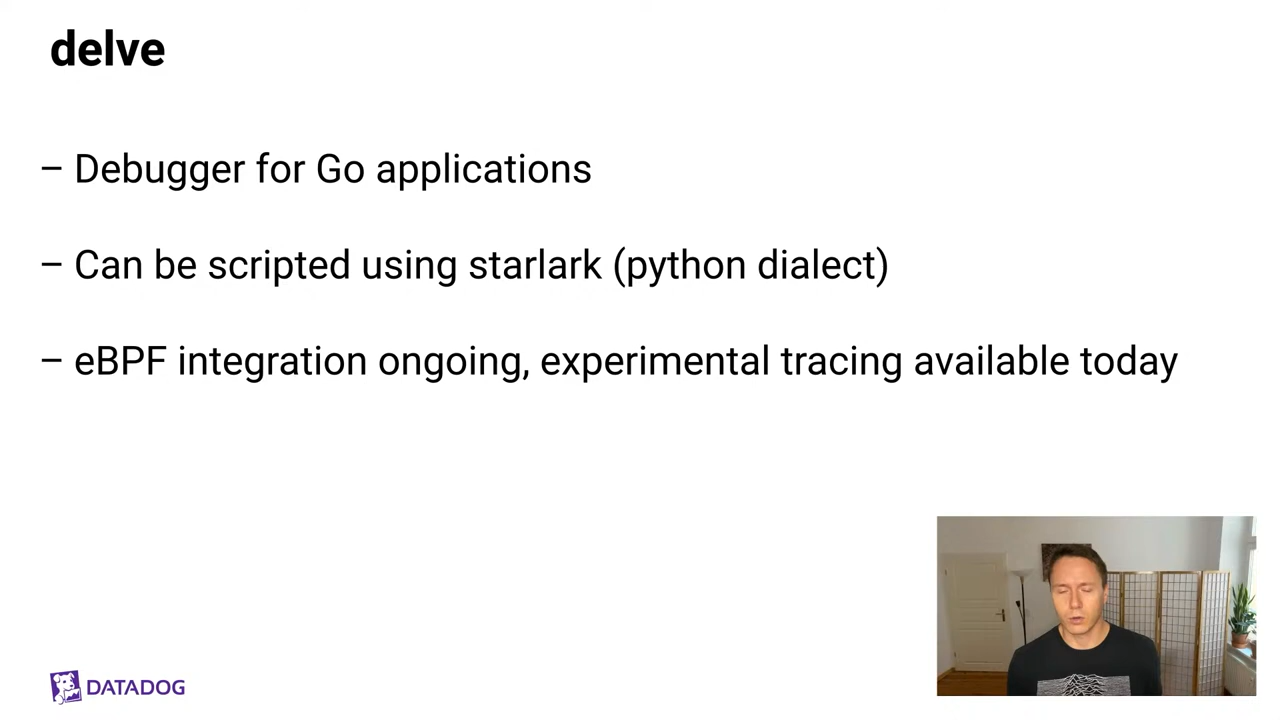 delve
– Debugger for Go applications
– Can be scripted using starlark (python dialect)
– eBPF integration ongoing, experimental tracing available today
DATADOG